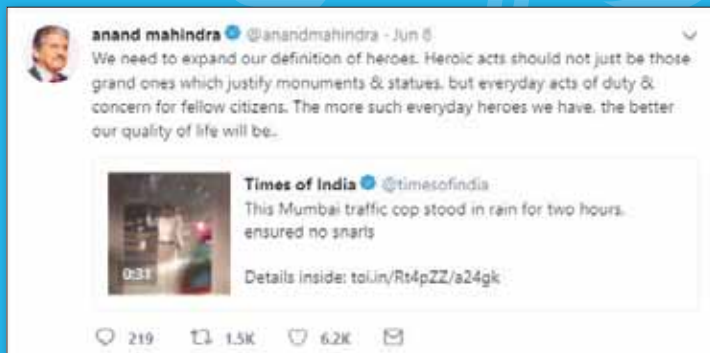 anand mahindra @anandmahindra - Jun 8
We need to expand our definition of heroes. Heroic acts should not just be those
grand ones which justify monuments & statues, but everyday acts of duty &
concern for fellow citizens. The more such everyday heroes we have, the better
our quality of life will be..
Times of India @timesofindia
This Mumbai traffic cop stood in rain for two hours,
ensured no snarls
0:31
Details inside: toi.in/Rt4pZZ/a24gk
219 1.5K 6.2K